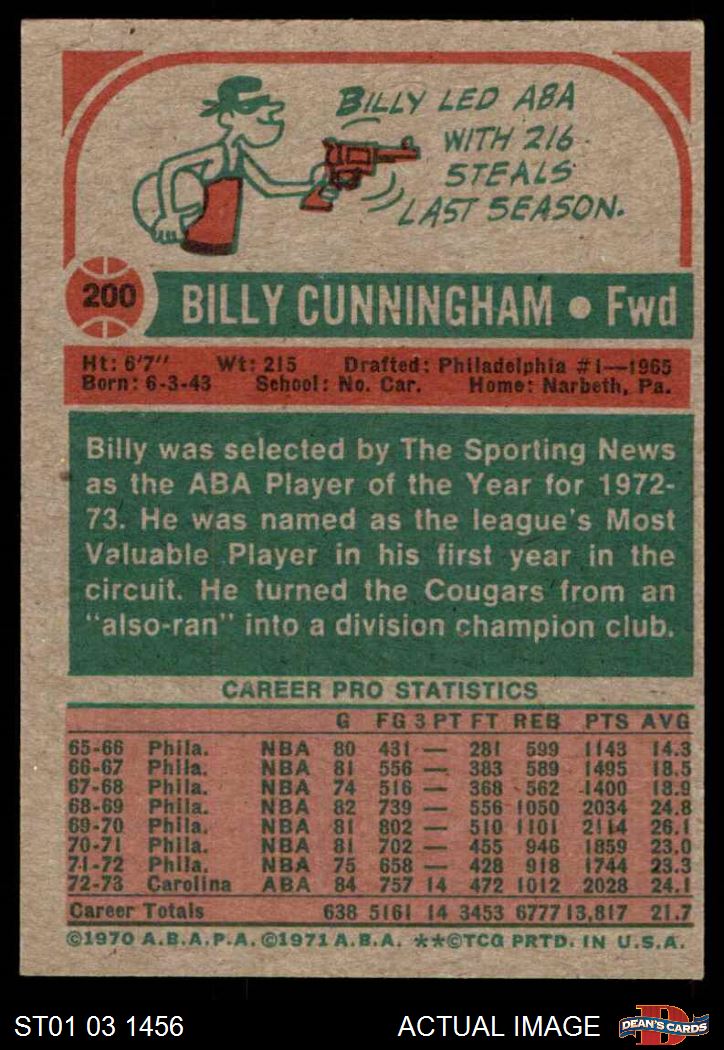 BILLY LED ABA
WITH 216
STEALS
LAST SEASON.
200
BILLY CUNNINGHAM • Fwd
Ht: 6'7" Wt: 215 Drafted: Philadelphia #1—1965
Born: 6-3-43 School: No. Car. Home: Narbeth, Pa.
Billy was selected by The Sporting News
as the ABA Player of the Year for 1972-
73. He was named as the league's Most
Valuable Player in his first year in the
circuit. He turned the Cougars from an
"also-ran" into a division champion club.
CAREER PRO STATISTICS
G FG 3 PT FT REB PTS AVG
65-66 Phila. NBA 80 431 — 281 599 1143 14.3
66-67 Phila. NBA 81 556 — 383 589 1495 18.5
67-68 Phila. NBA 74 516 — 368 562 1400 18.9
68-69 Phila. NBA 82 739 — 556 1050 2034 24.8
69-70 Phila. NBA 81 802 — 510 1101 2114 26.1
70-71 Phila. NBA 81 702 — 455 946 1859 23.0
71-72 Phila. NBA 75 658 — 428 918 1744 23.3
72-73 Carolina ABA 84 757 14 472 1012 2028 24.1
Career Totals 638 5161 14 3453 6777 13,817 21.7
©1970 A.B.A.P.A. ©1971 A.B.A. **©TCG PRTD. IN U.S.A.
ST01 03 1456 ACTUAL IMAGE
D
DEAN'S CARDS